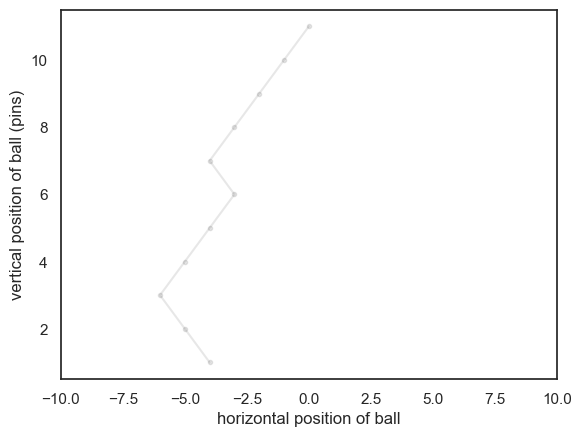 vertical position of ball (pins)
10
8
6
4
2
−10.0 −7.5 −5.0 −2.5 0.0 2.5 5.0 7.5 10.0
horizontal position of ball